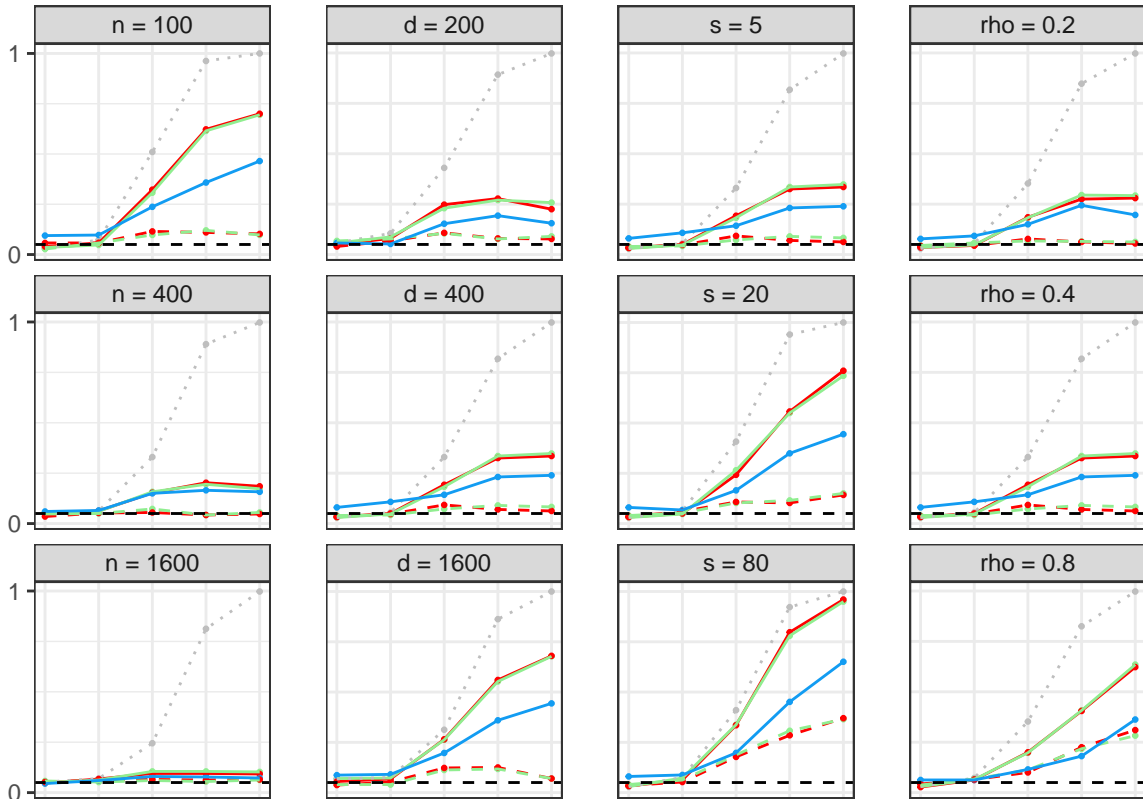 n = 100
d = 200
s = 5
rho = 0.2
1
0
n = 400
d = 400
s = 20
rho = 0.4
1
0
n = 1600
d = 1600
s = 80
rho = 0.8
1
0